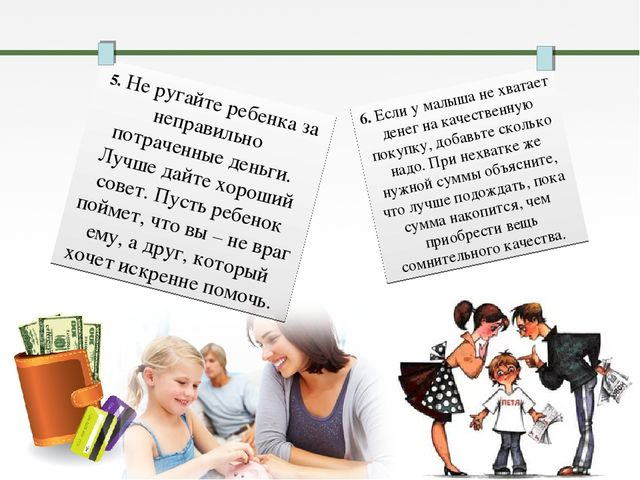 5. Не ругайте ребенка за
неправильно
потраченные деньги.
Лучше дайте хороший
совет. Пусть ребенок
поймет, что вы – не враг
ему, а друг, который
хочет искренне помочь.
6. Если у малыша не хватает
денег на качественную
покупку, добавьте сколько
надо. При нехватке же
нужной суммы объясните,
что лучше подождать, пока
сумма накопится, чем
приобрести вещь
сомнительного качества.
ПЕТЯ